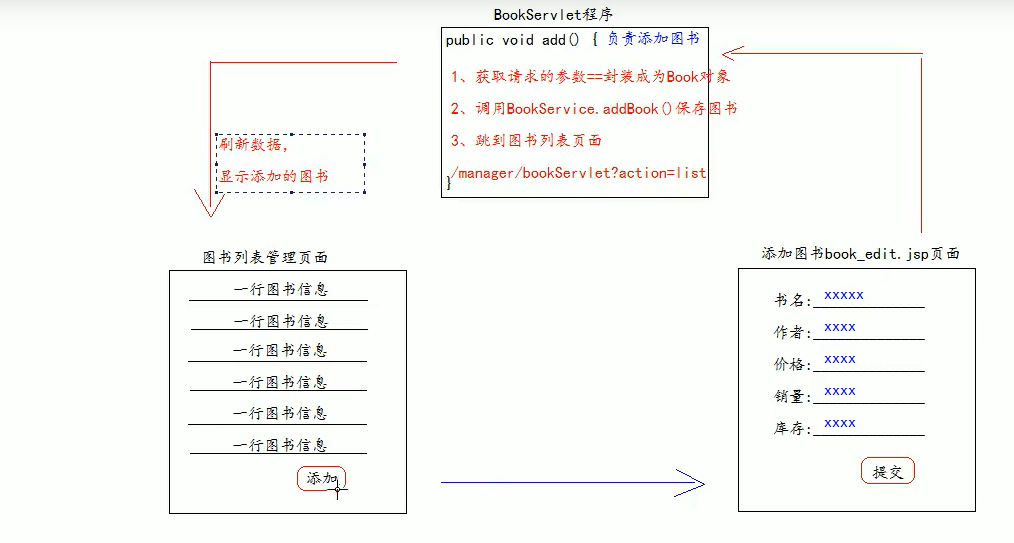 BookServlet程序
public void add() { 负责添加图书
1、获取请求的参数==封装成为Book对象
2、调用BookService.addBook()保存图书
3、跳到图书列表页面
/manager/bookServlet?action=list
}
刷新数据，
显示添加的图书
图书列表管理页面
一行图书信息
一行图书信息
一行图书信息
一行图书信息
一行图书信息
一行图书信息
添加
添加图书book_edit.jsp页面
书名:xxxxx
作者:xxxx
价格:xxxx
销量:xxxx
库存:xxxx
提交